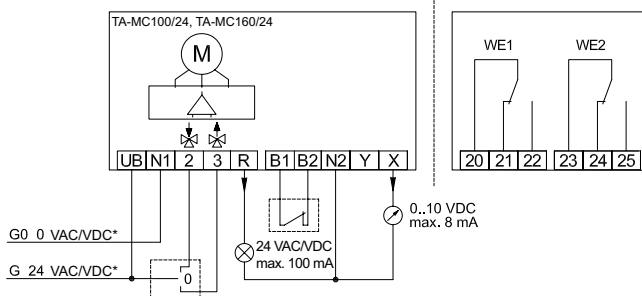 TA-MC100/24, TA-MC160/24
M
WE1 WE2
UB N1 2 3 R B1 B2 N2 Y X
20 21 22 23 24 25
0..10 VDC
max. 8 mA
G0 0 VAC/VDC*
24 VAC/VDC
max. 100 mA
G 24 VAC/VDC*
0